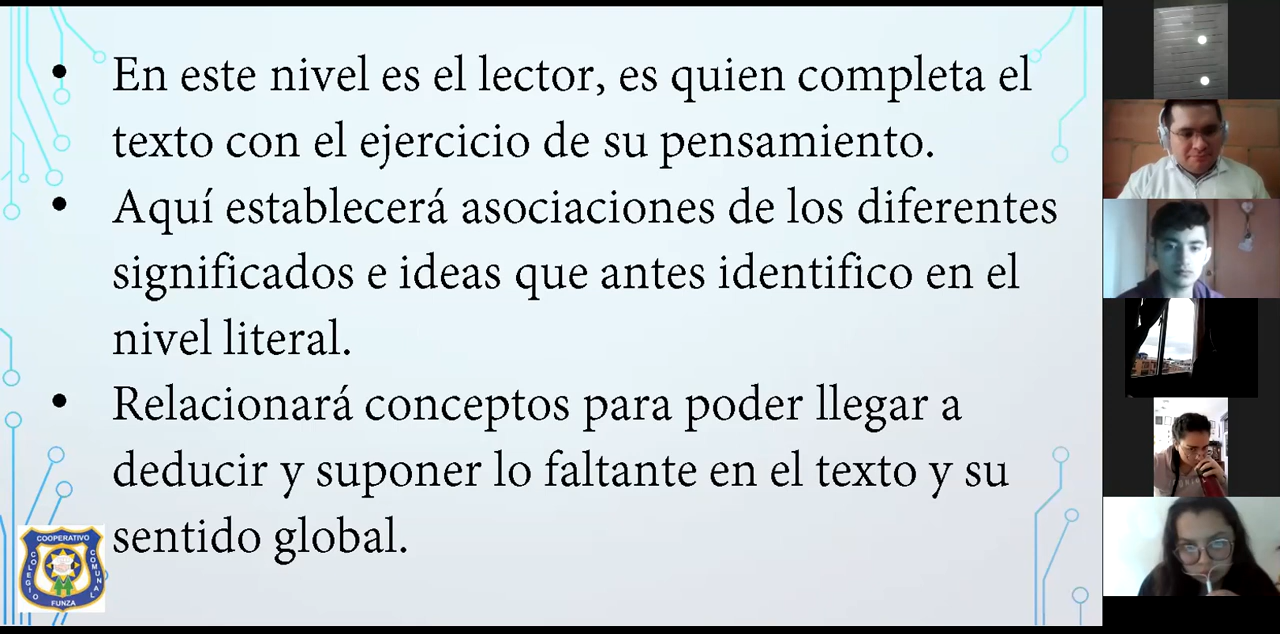 • En este nivel es el lector, es quien completa el
texto con el ejercicio de su pensamiento.
• Aquí establecerá asociaciones de los diferentes
significados e ideas que antes identifico en el
nivel literal.
• Relacionará conceptos para poder llegar a
deducir y suponer lo faltante en el texto y su
sentido global.
COOPERATIVO
COLEGIO
COMUNAL
FUNZA